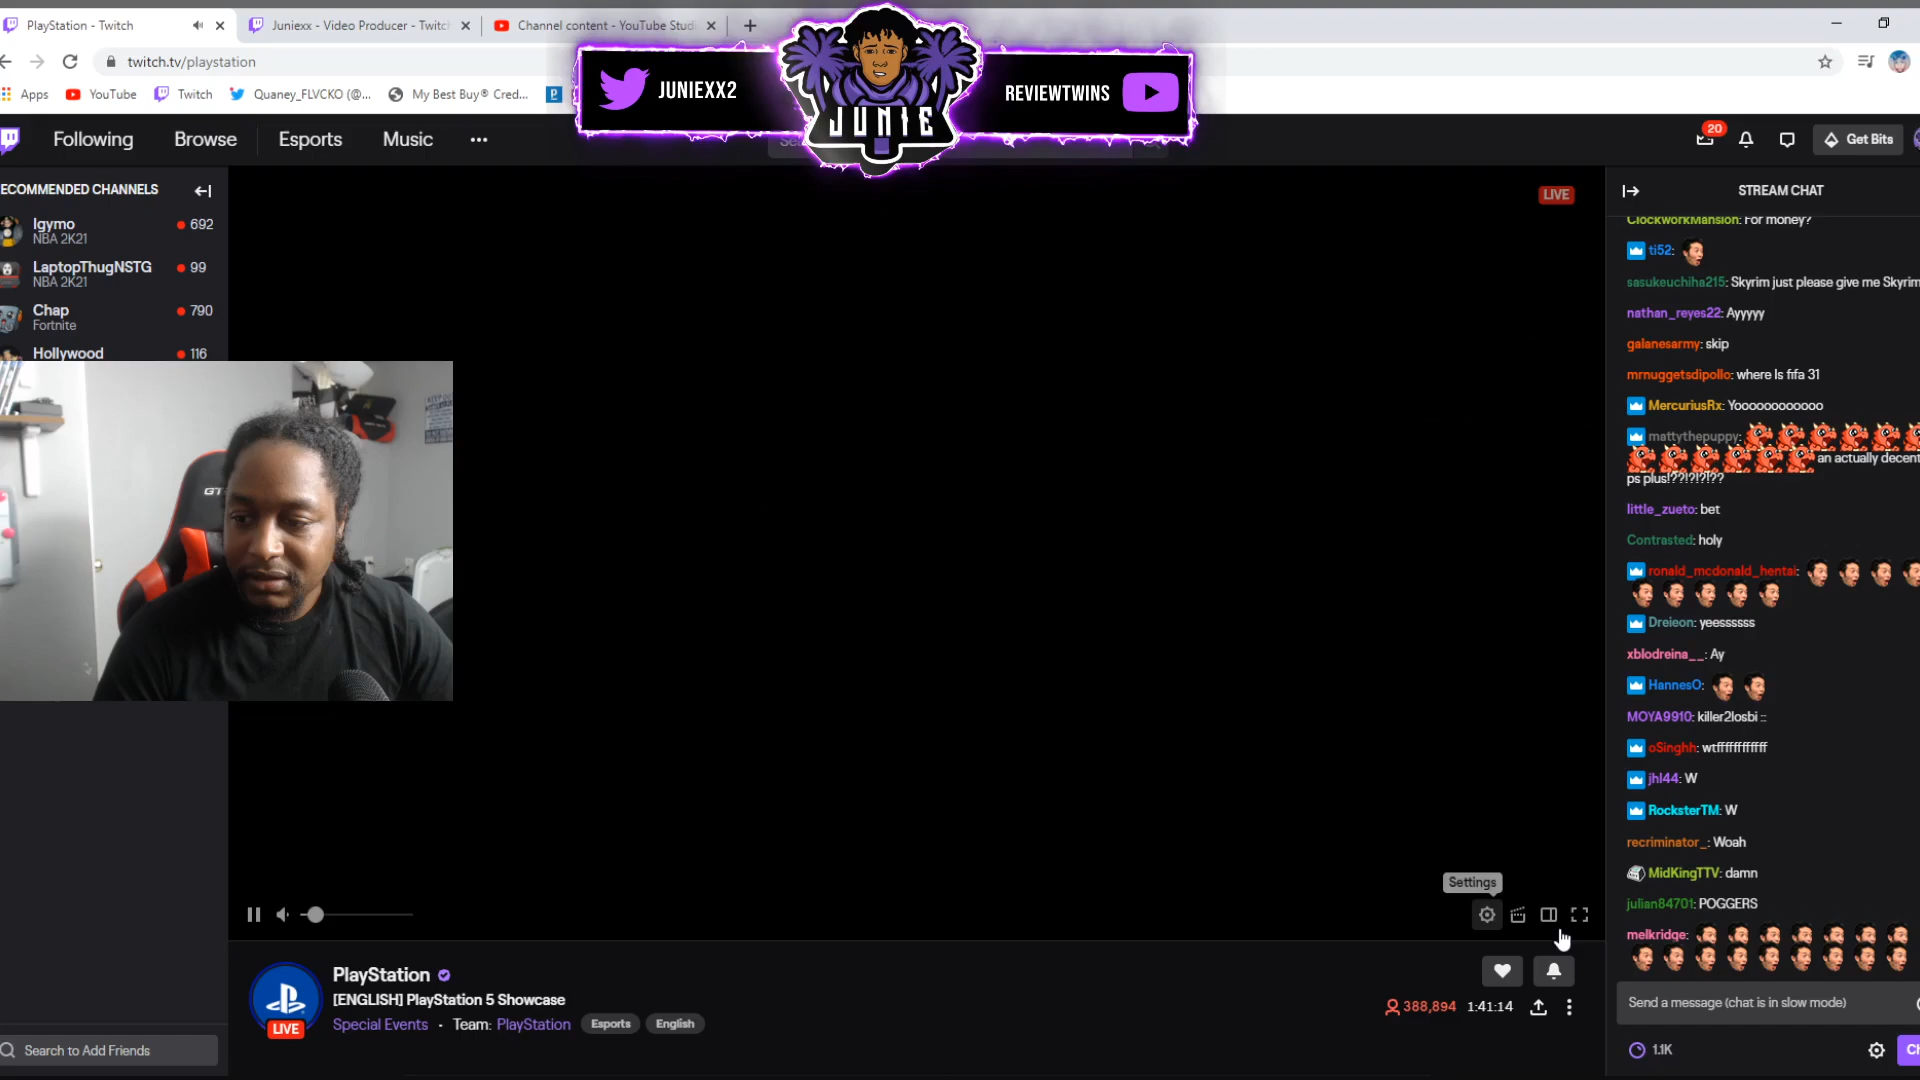 PlayStation - Twitch
Juniexx - Video Producer - Twitch
Channel content - YouTube Stud
twitch.tv/playstation
Apps
YouTube
Twitch
Quaney_FLVCKO (@...
My Best Buy® Cred...
JUNIEXX2
JUNIE
REVIEWTWINS
Following
Browse
Esports
Music
20
Get Bits
ECOMMENDED CHANNELS
LIVE
STREAM CHAT
Igymo
692
NBA 2K21
LaptopThugNSTG
99
NBA 2K21
Chap
790
Fortnite
Hollywood
116
GT
ClockworkMansion: For money?
ti52:
sasukeuchiha215: Skyrim just please give me Skyrim
nathan_reyes22: Ayyyyy
galanesarmy: skip
mrnuggetsdipollo: where Is fifa 31
MercuriusRx: Yooooooooooo
mattythepuppy:
an actually decent
ps plus!??!?!?!??
little_zueto: bet
Contrasted: holy
ronald_mcdonald_hentai:
Dreieon: yeessssss
xblodreina__: Ay
HannesO:
MOYA9910: killer2losbi ::
oSinghh: wtfffffffffff
jhl44: W
RocksterTM: W
recriminator_: Woah
MidKingTTV: damn
julian84701: POGGERS
melkridge:
Settings
PlayStation
[ENGLISH] PlayStation 5 Showcase
Special Events · Team: PlayStation
Esports
English
LIVE
388,894
1:41:14
Send a message (chat is in slow mode)
Search to Add Friends
1.1K
Ch